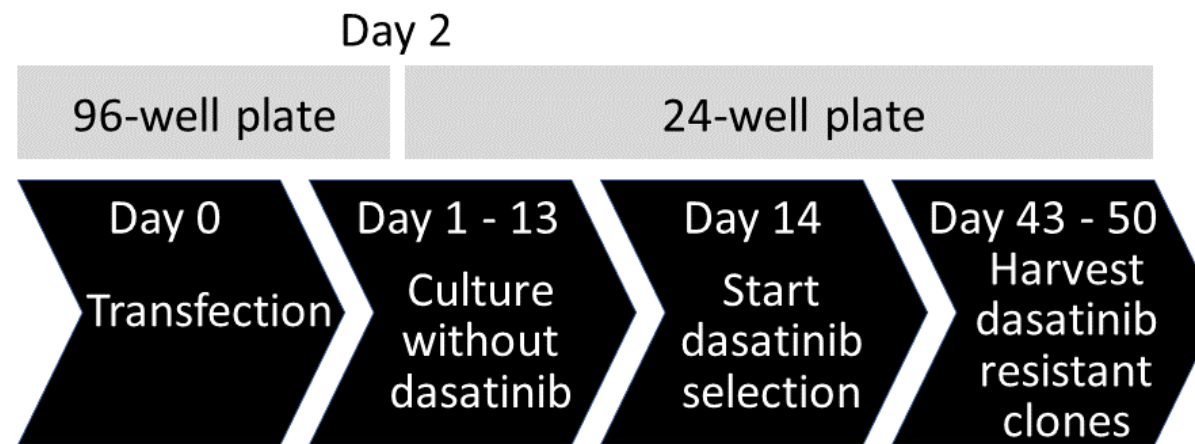 Day 2
96-well plate
24-well plate
Day 0
Transfection
Day 1 - 13
Culture
without
dasatinib
Day 14
Start
dasatinib
selection
Day 43 - 50
Harvest
dasatinib
resistant
clones